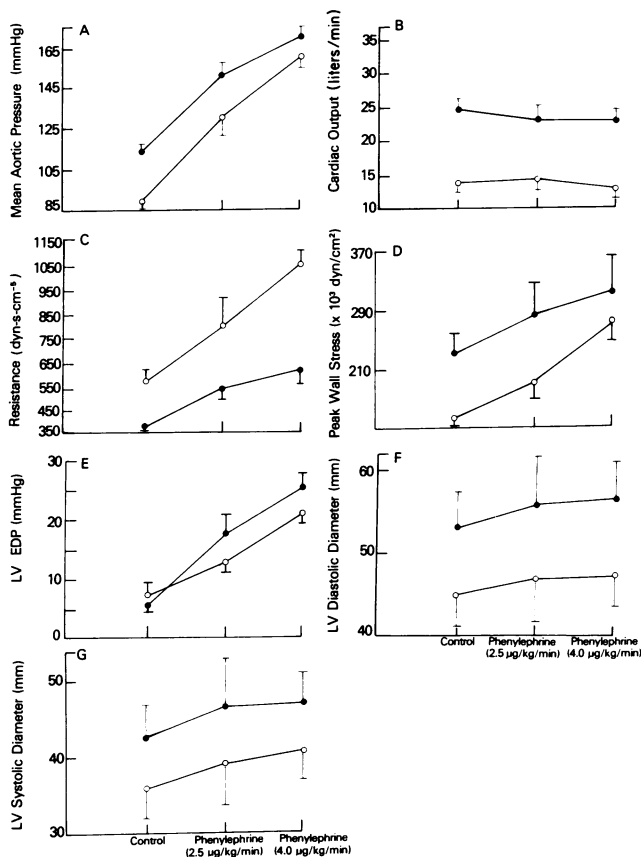 A
Mean Aortic Pressure (mmHg)
165
145
125
105
85
B
Cardiac Output (liters/min)
35
30
25
20
15
10
C
Resistance (dyn-s-cm⁻⁵)
1150
1050
950
850
750
650
550
450
350
D
Peak Wall Stress (x 10³ dyn/cm²)
370
290
210
E
LV EDP (mmHg)
30
20
10
0
F
LV Diastolic Diameter (mm)
60
50
40
Control
Phenylephrine
(2.5 µg/kg/min)
Phenylephrine
(4.0 µg/kg/min)
G
LV Systolic Diameter (mm)
50
40
30
Control
Phenylephrine
(2.5 µg/kg/min)
Phenylephrine
(4.0 µg/kg/min)